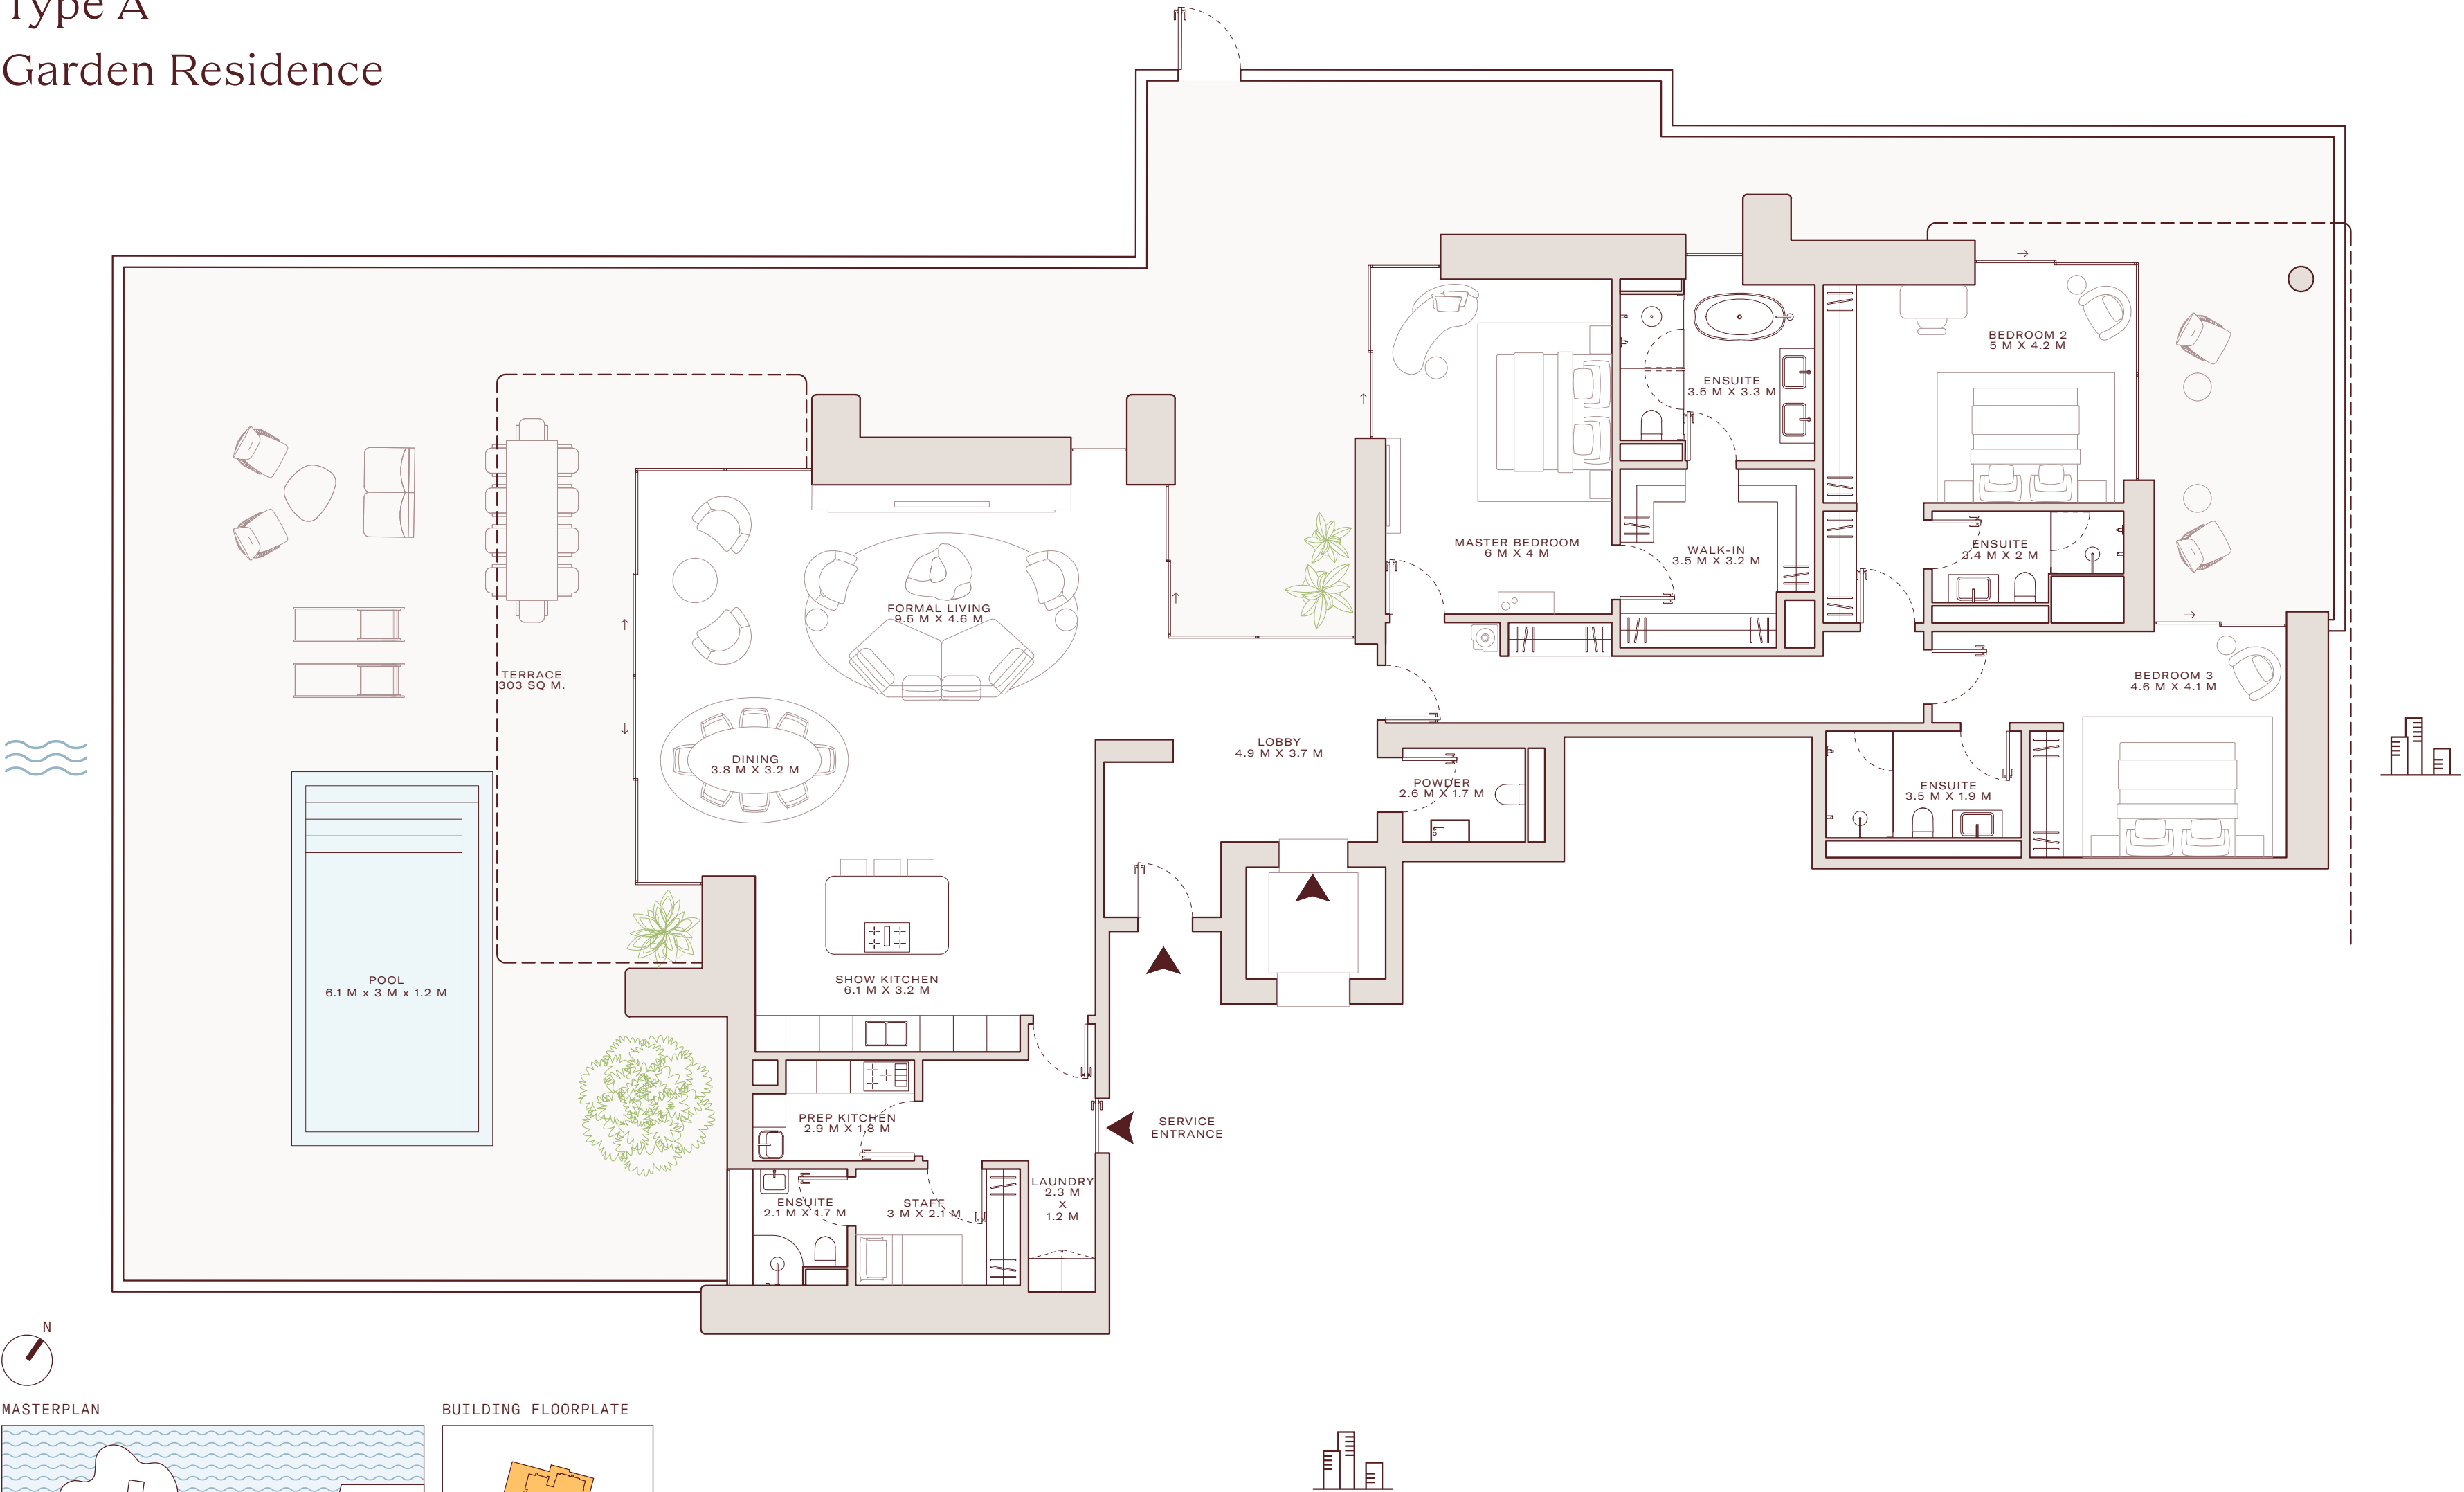 Type A
Garden Residence
BEDROOM 2
5 M X 4.2 M
ENSUITE
3.5 M X 3.3 M
MASTER BEDROOM
6 M X 4 M
WALK-IN
3.5 M X 3.2 M
ENSUITE
3.4 M X 2 M
FORMAL LIVING
9.5 M X 4.6 M
TERRACE
303 SQ M.
BEDROOM 3
4.6 M X 4.1 M
DINING
3.8 M X 3.2 M
LOBBY
4.9 M X 3.7 M
POWDER
2.6 M X 1.7 M
ENSUITE
3.5 M X 1.9 M
POOL
6.1 M x 3 M x 1.2 M
SHOW KITCHEN
6.1 M X 3.2 M
PREP KITCHEN
2.9 M X 1.8 M
SERVICE
ENTRANCE
ENSUITE
2.1 M X 1.7 M
STAFF
3 M X 2.1 M
LAUNDRY
2.3 M
X
1.2 M
N
MASTERPLAN
BUILDING FLOORPLATE